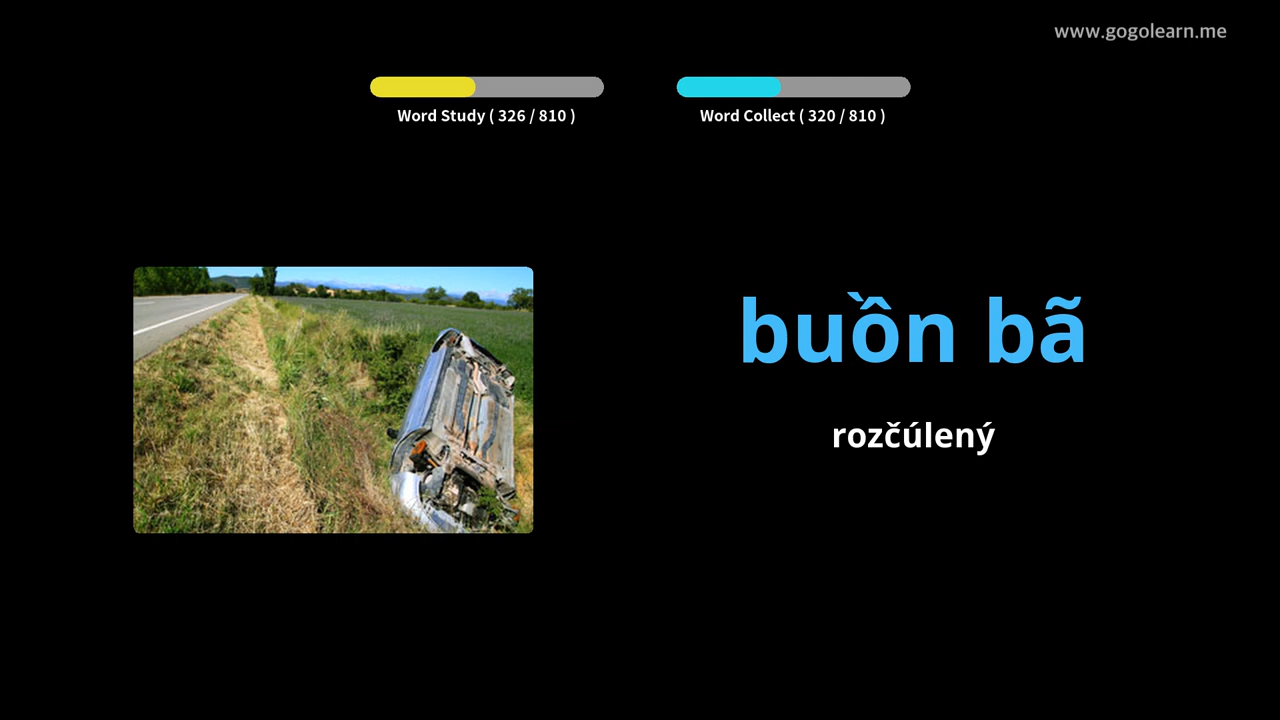 www.gogolearn.me
Word Study ( 326 / 810 )
Word Collect ( 320 / 810 )
buồn bã
rozčúlený